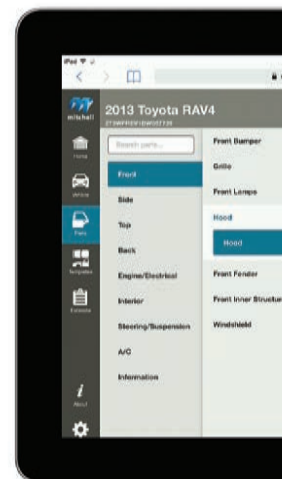 iPad
mitchell
2013 Toyota RAV4
Search parts...
Home
Vehicle
Parts
Templates
Estimate
About
Front
Side
Top
Back
Engine/Electrical
Interior
Steering/Suspension
A/C
Information
Front Bumper
Grille
Front Lamps
Hood
Hood
Front Fender
Front Inner Structur
Windshield